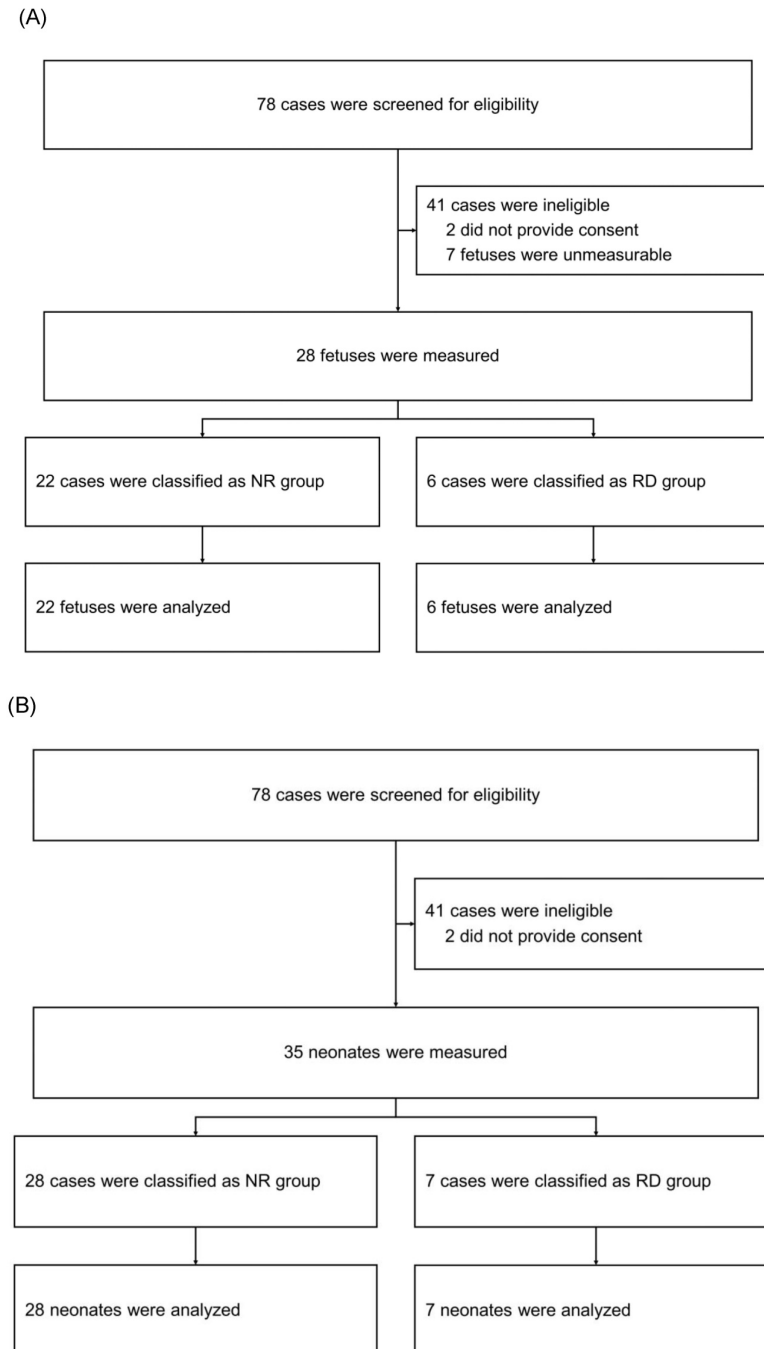 (A)
78 cases were screened for eligibility
41 cases were ineligible
2 did not provide consent
7 fetuses were unmeasurable
28 fetuses were measured
22 cases were classified as NR group
6 cases were classified as RD group
22 fetuses were analyzed
6 fetuses were analyzed
(B)
78 cases were screened for eligibility
41 cases were ineligible
2 did not provide consent
35 neonates were measured
28 cases were classified as NR group
7 cases were classified as RD group
28 neonates were analyzed
7 neonates were analyzed